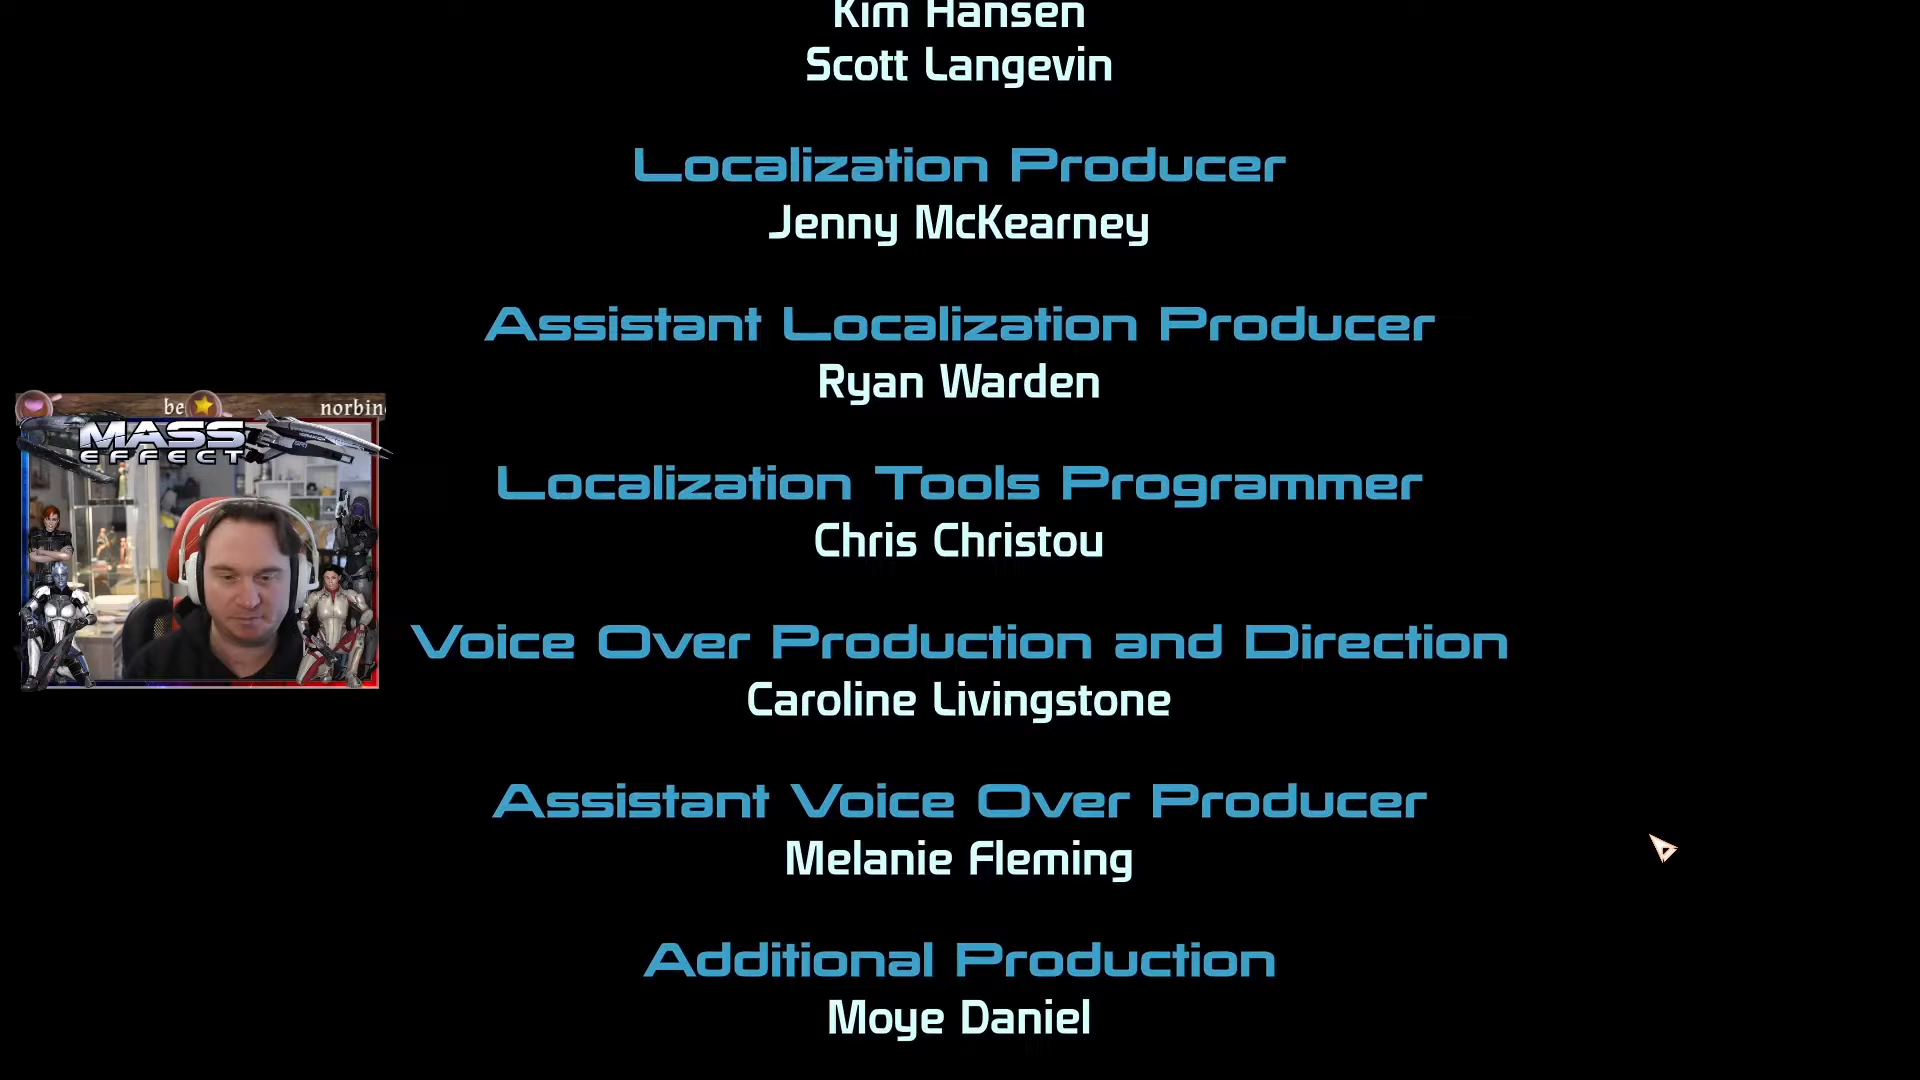 Kim Hansen
Scott Langevin
Localization Producer
Jenny McKearney
Assistant Localization Producer
Ryan Warden
Localization Tools Programmer
Chris Christou
Voice Over Production and Direction
Caroline Livingstone
Assistant Voice Over Producer
Melanie Fleming
Additional Production
Moye Daniel
be
MASS
EFFECT